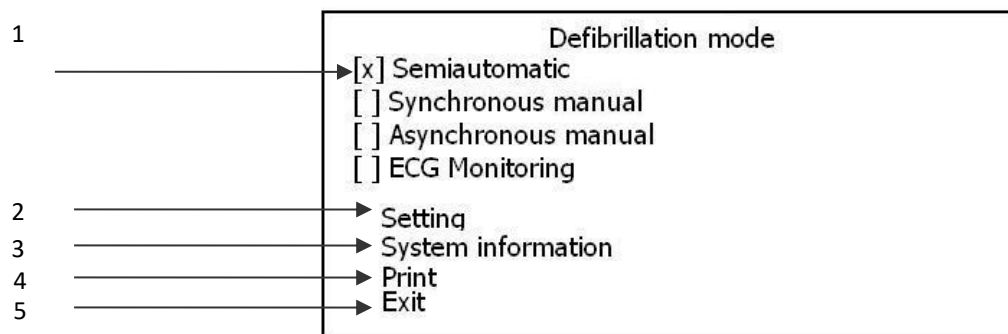 Defibrillation mode
1
[x] Semiautomatic
[ ] Synchronous manual
[ ] Asynchronous manual
[ ] ECG Monitoring
2 Setting
3 System information
4 Print
5 Exit